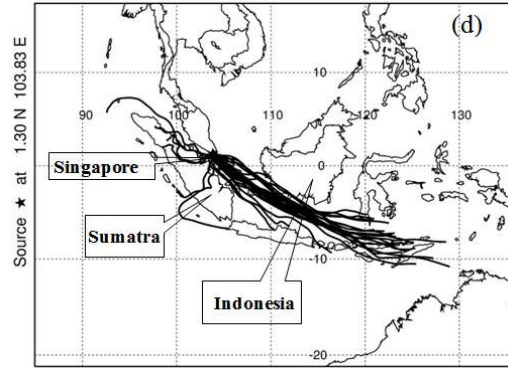 (d)
10
90
100
110
120
130
0
Singapore
Sumatra
-10
Indonesia
-20
Source ★ at 1.30 N 103.83 E